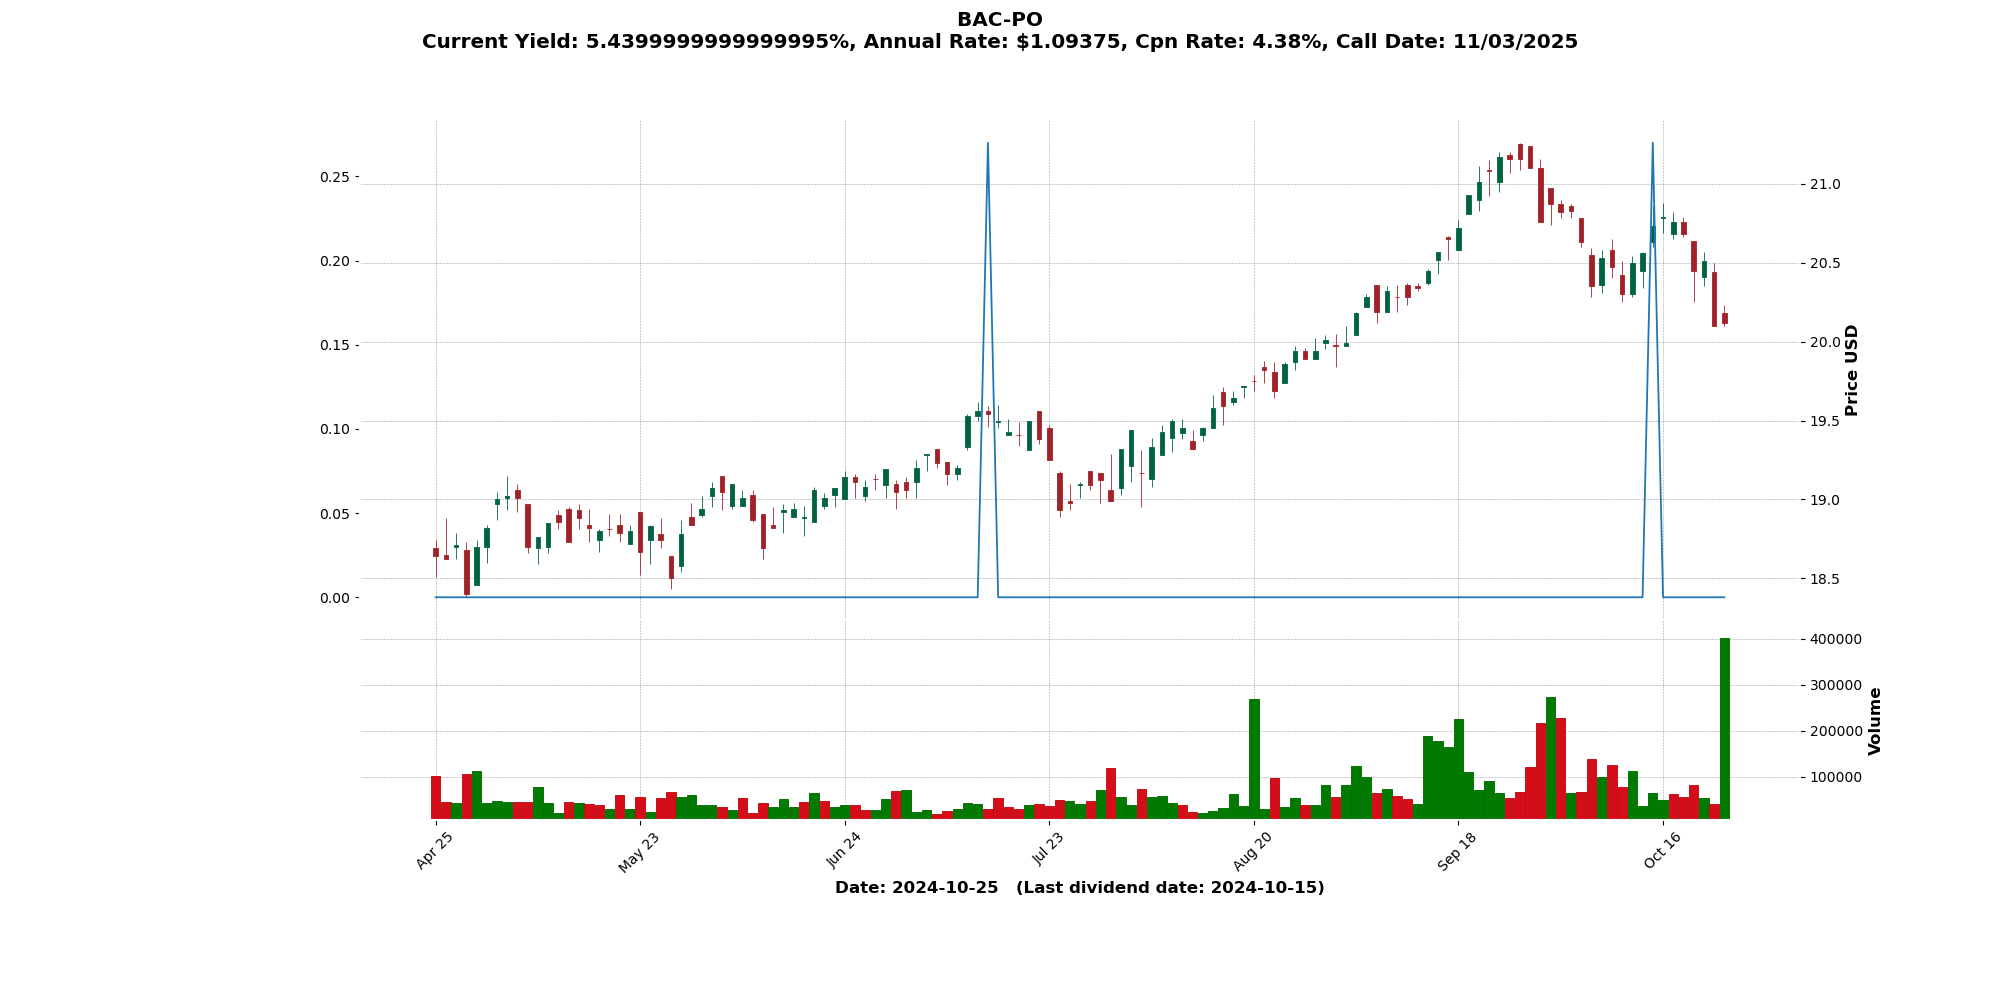 BAC-PO
Current Yield: 5.4399999999999995%, Annual Rate: $1.09375, Cpn Rate: 4.38%, Call Date: 11/03/2025
0.25
0.20
0.15
0.10
0.05
0.00
21.0
20.5
20.0
19.5
19.0
18.5
Price USD
400000
300000
200000
100000
Volume
Apr 25
May 23
Jun 24
Jul 23
Aug 20
Sep 18
Oct 16
Date: 2024-10-25 (Last dividend date: 2024-10-15)